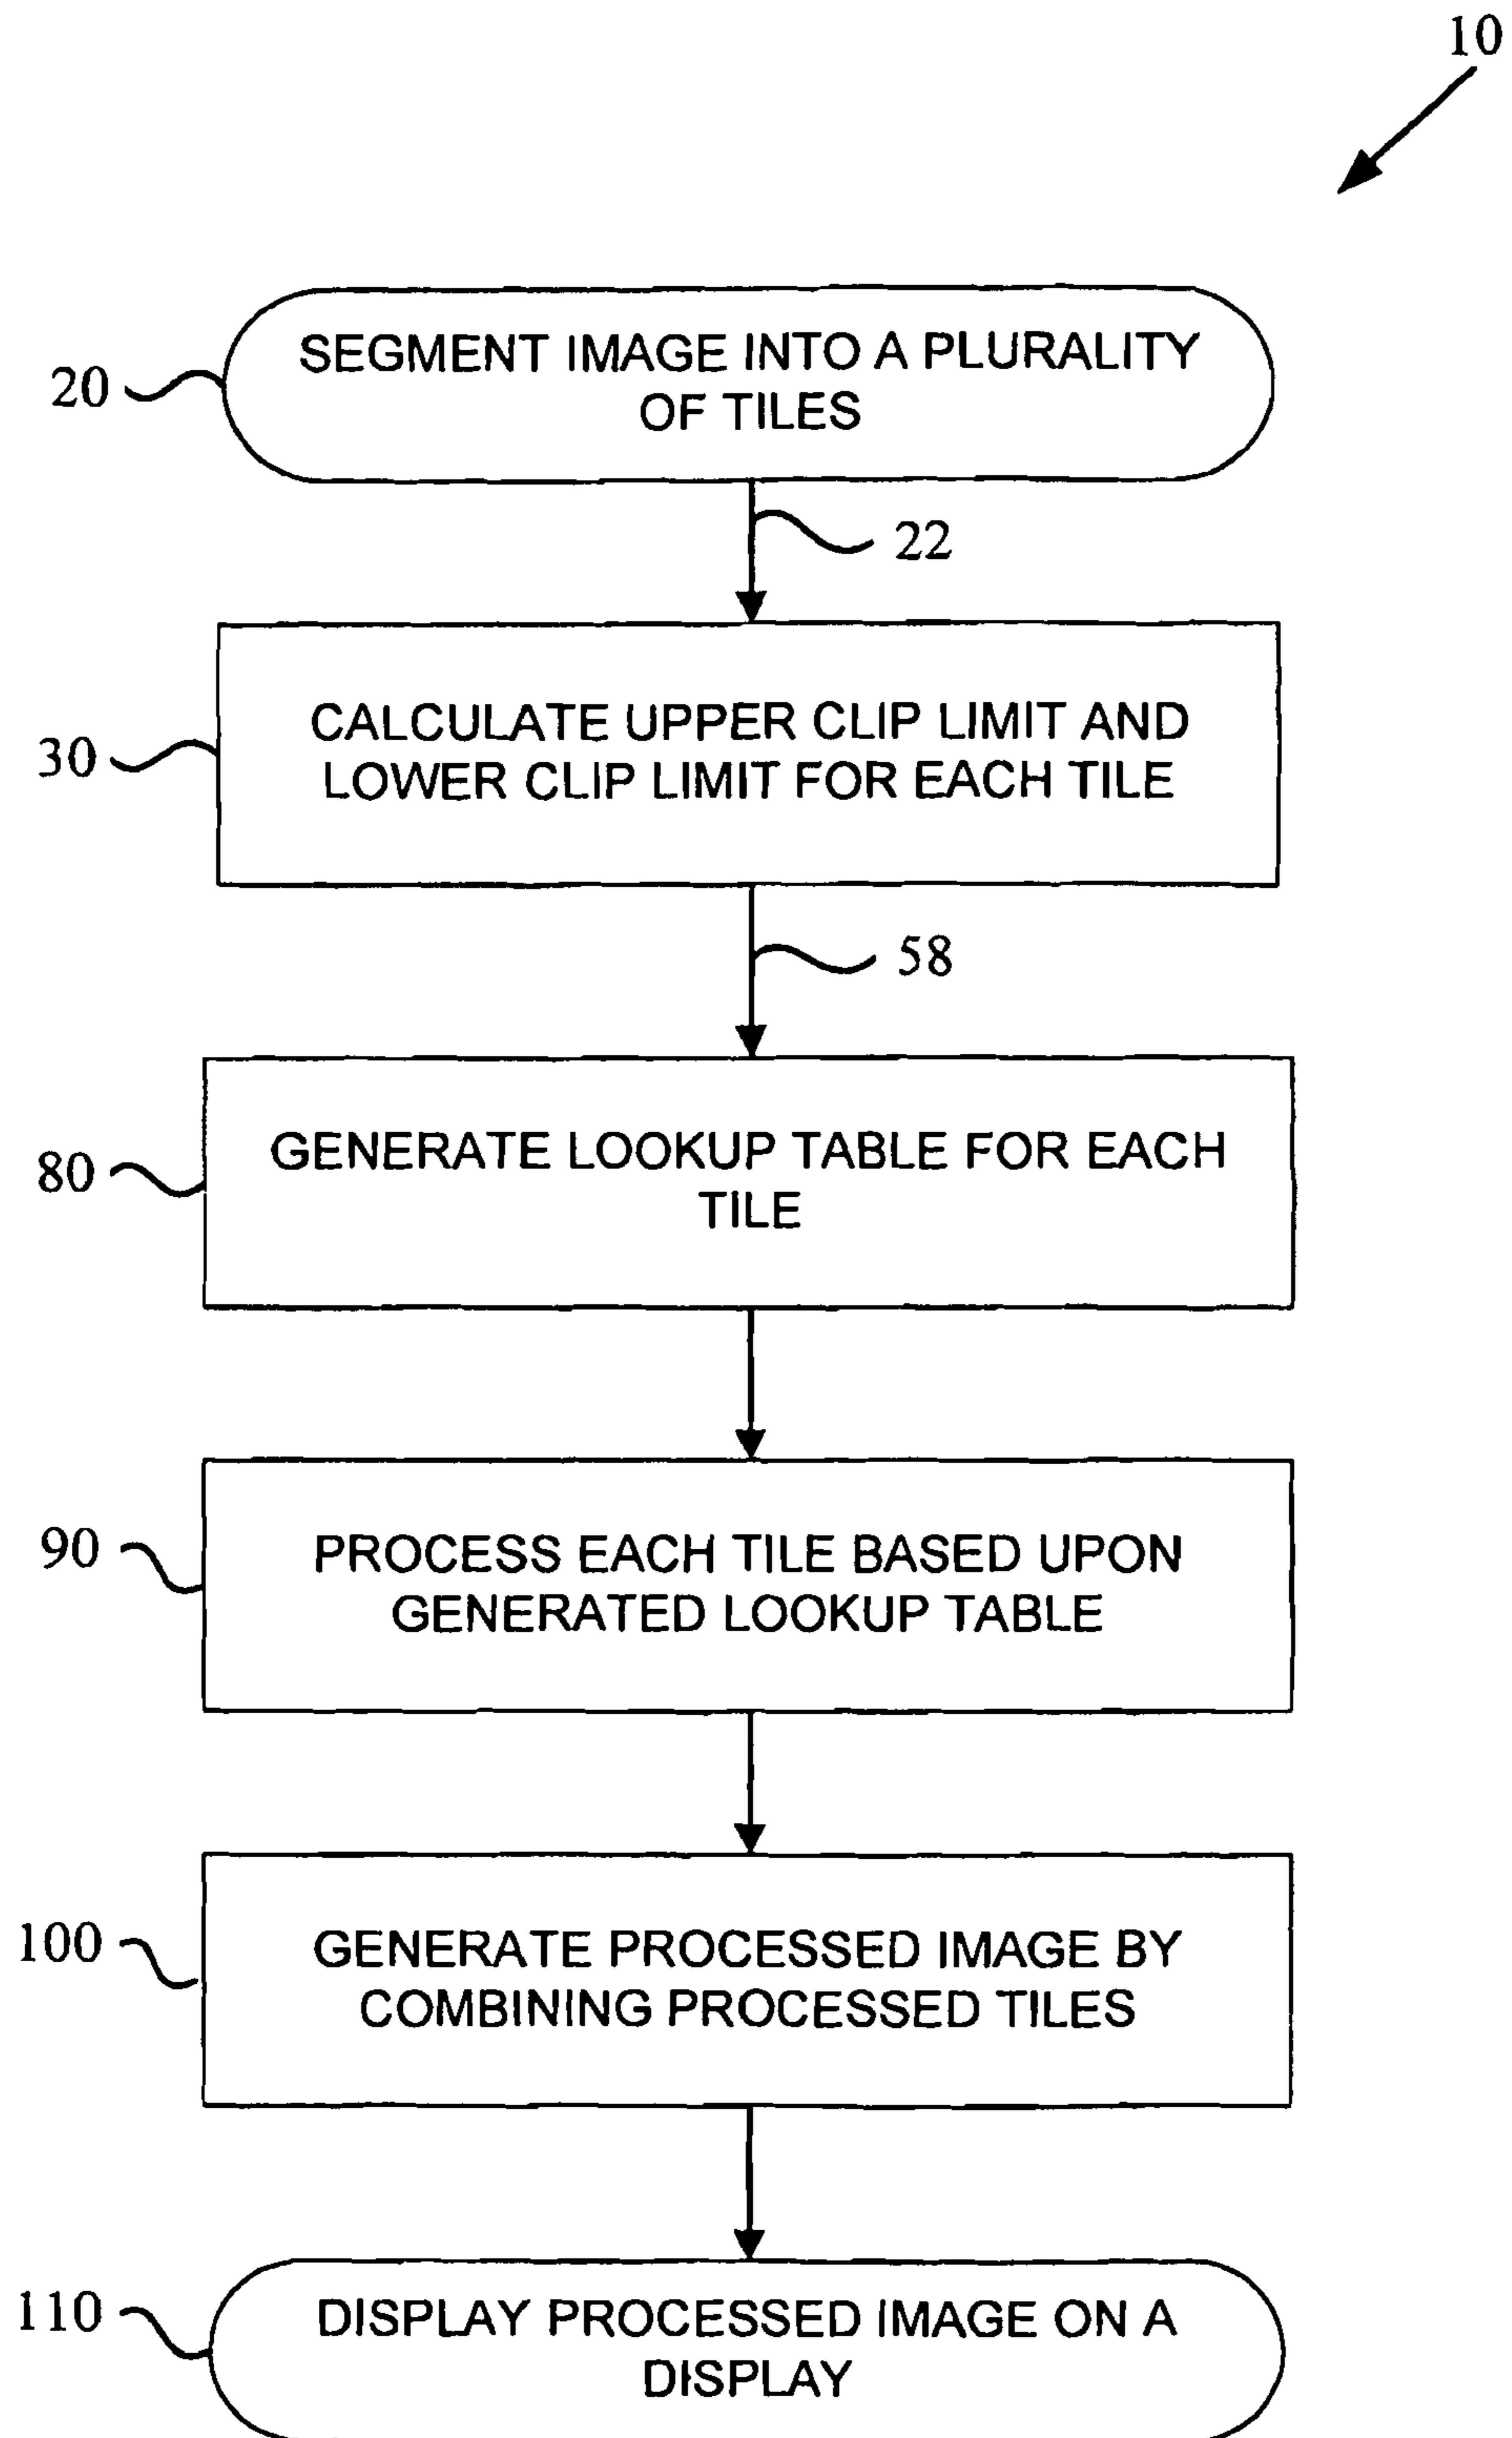 10
20
SEGMENT IMAGE INTO A PLURALITY
OF TILES
22
30
CALCULATE UPPER CLIP LIMIT AND
LOWER CLIP LIMIT FOR EACH TILE
58
80
GENERATE LOOKUP TABLE FOR EACH
TILE
90
PROCESS EACH TILE BASED UPON
GENERATED LOOKUP TABLE
100
GENERATE PROCESSED IMAGE BY
COMBINING PROCESSED TILES
110
DISPLAY PROCESSED IMAGE ON A
DISPLAY